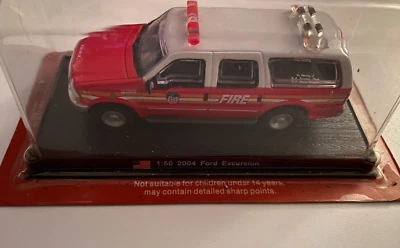 FIRE
1:50 2004 Ford Excursion
Not suitable for children under 14 years,
may contain detailed sharp points.